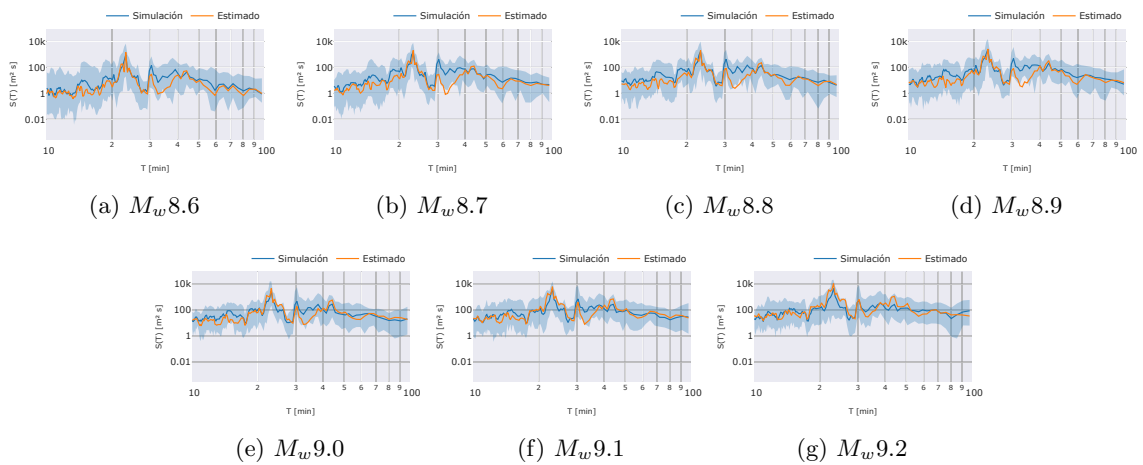 Simulación Estimado Simulación Estimado Simulación Estimado Simulación Estimado
10k 10k 10k 10k
S(T) [m² s] 100 S(T) [m² s] 100 S(T) [m² s] 100 S(T) [m² s] 100
1 1 1 1
0.01 0.01 0.01 0.01
10 2 3 4 5 6 7 8 9 100 10 2 3 4 5 6 7 8 9 100 10 2 3 4 5 6 7 8 9 100 10 2 3 4 5 6 7 8 9 100
T [min] T [min] T [min] T [min]
(a) M_w8.6 (b) M_w8.7 (c) M_w8.8 (d) M_w8.9
Simulación Estimado Simulación Estimado Simulación Estimado
10k 10k 10k
S(T) [m² s] 100 S(T) [m² s] 100 S(T) [m² s] 100
1 1 1
0.01 0.01 0.01
10 2 3 4 5 6 7 8 9 100 10 2 3 4 5 6 7 8 9 100 10 2 3 4 5 6 7 8 9 100
T [min] T [min] T [min]
(e) M_w9.0 (f) M_w9.1 (g) M_w9.2